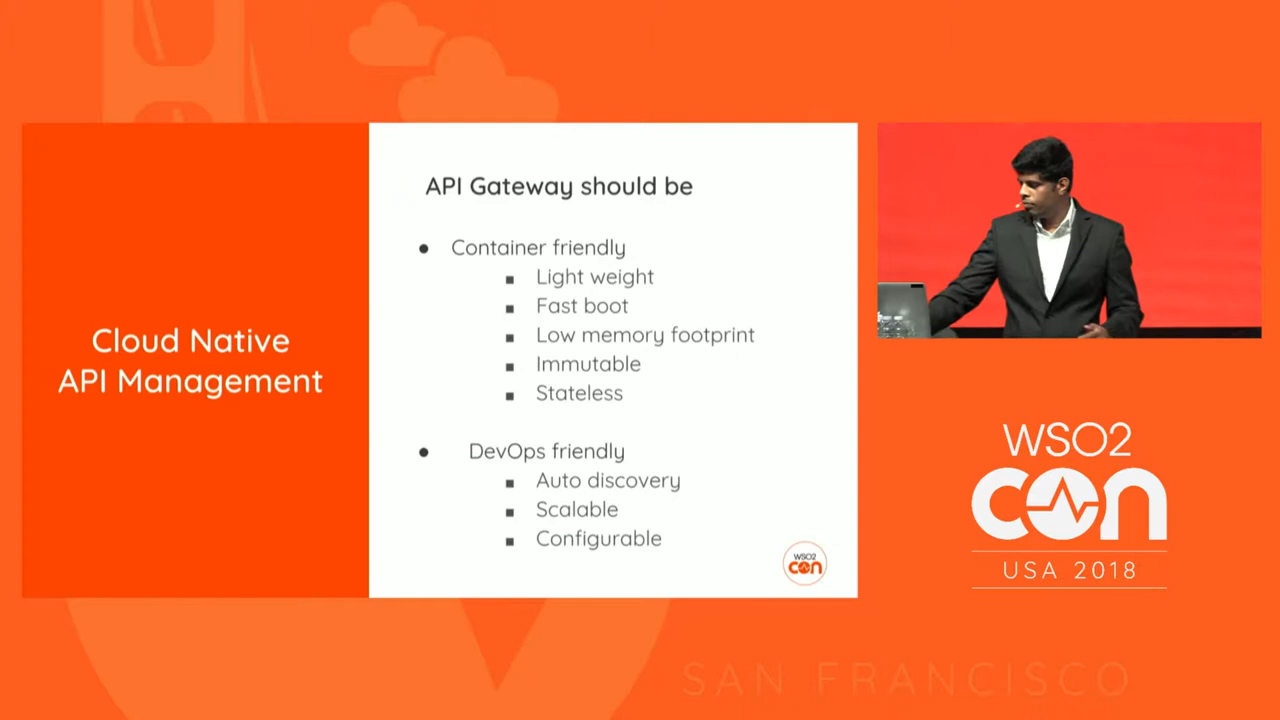 Cloud Native
API Management
API Gateway should be
● Container friendly
■ Light weight
■ Fast boot
■ Low memory footprint
■ Immutable
■ Stateless
● DevOps friendly
■ Auto discovery
■ Scalable
■ Configurable
WSO2
con
WSO2
con
USA 2018
SAN FRANCISCO